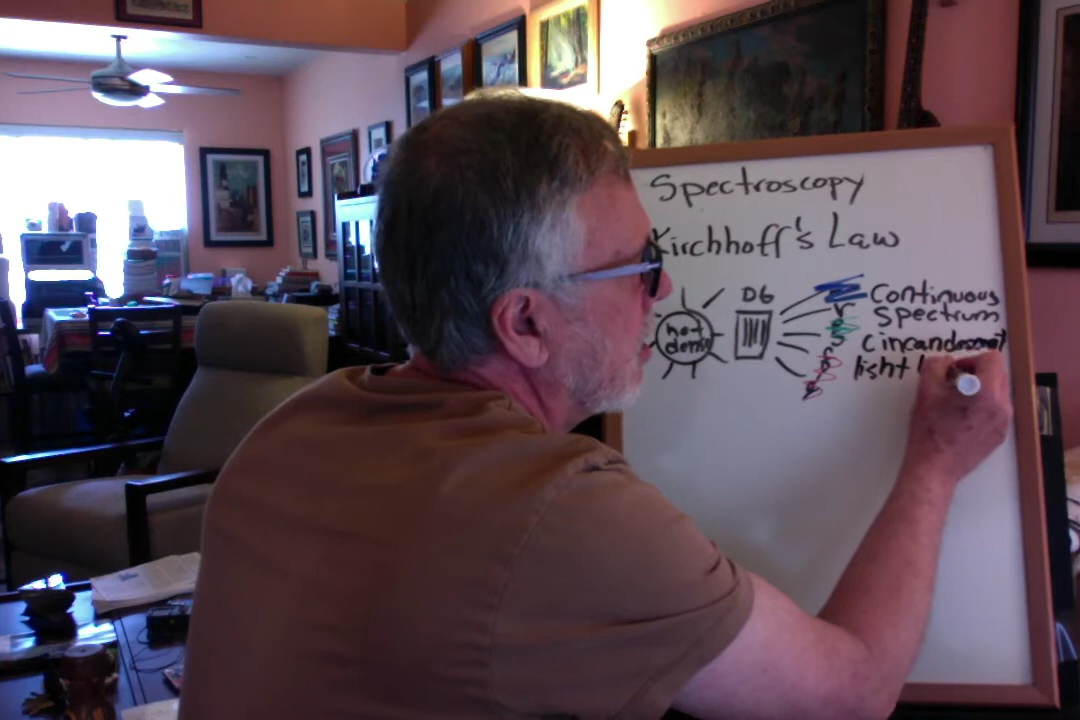 Spectroscopy
Kirchhoff's Law
hot
dense
DG
Continuous
Spectrum
(incandescent
light